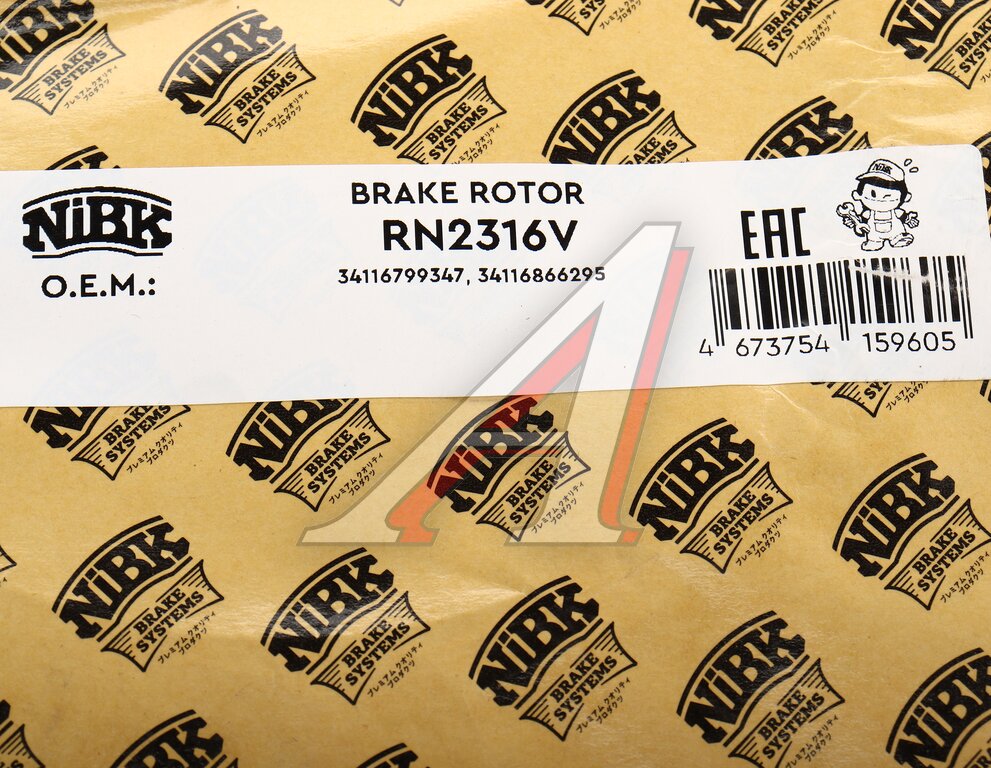 NiBK
BRAKE ROTOR
RN2316V
O.E.M.:
34116799347, 34116866295
EAC
NiBK
4 673754 159605
NiBK
BRAKE
SYSTEMS
プレミアムクオリティ
プロダクツ